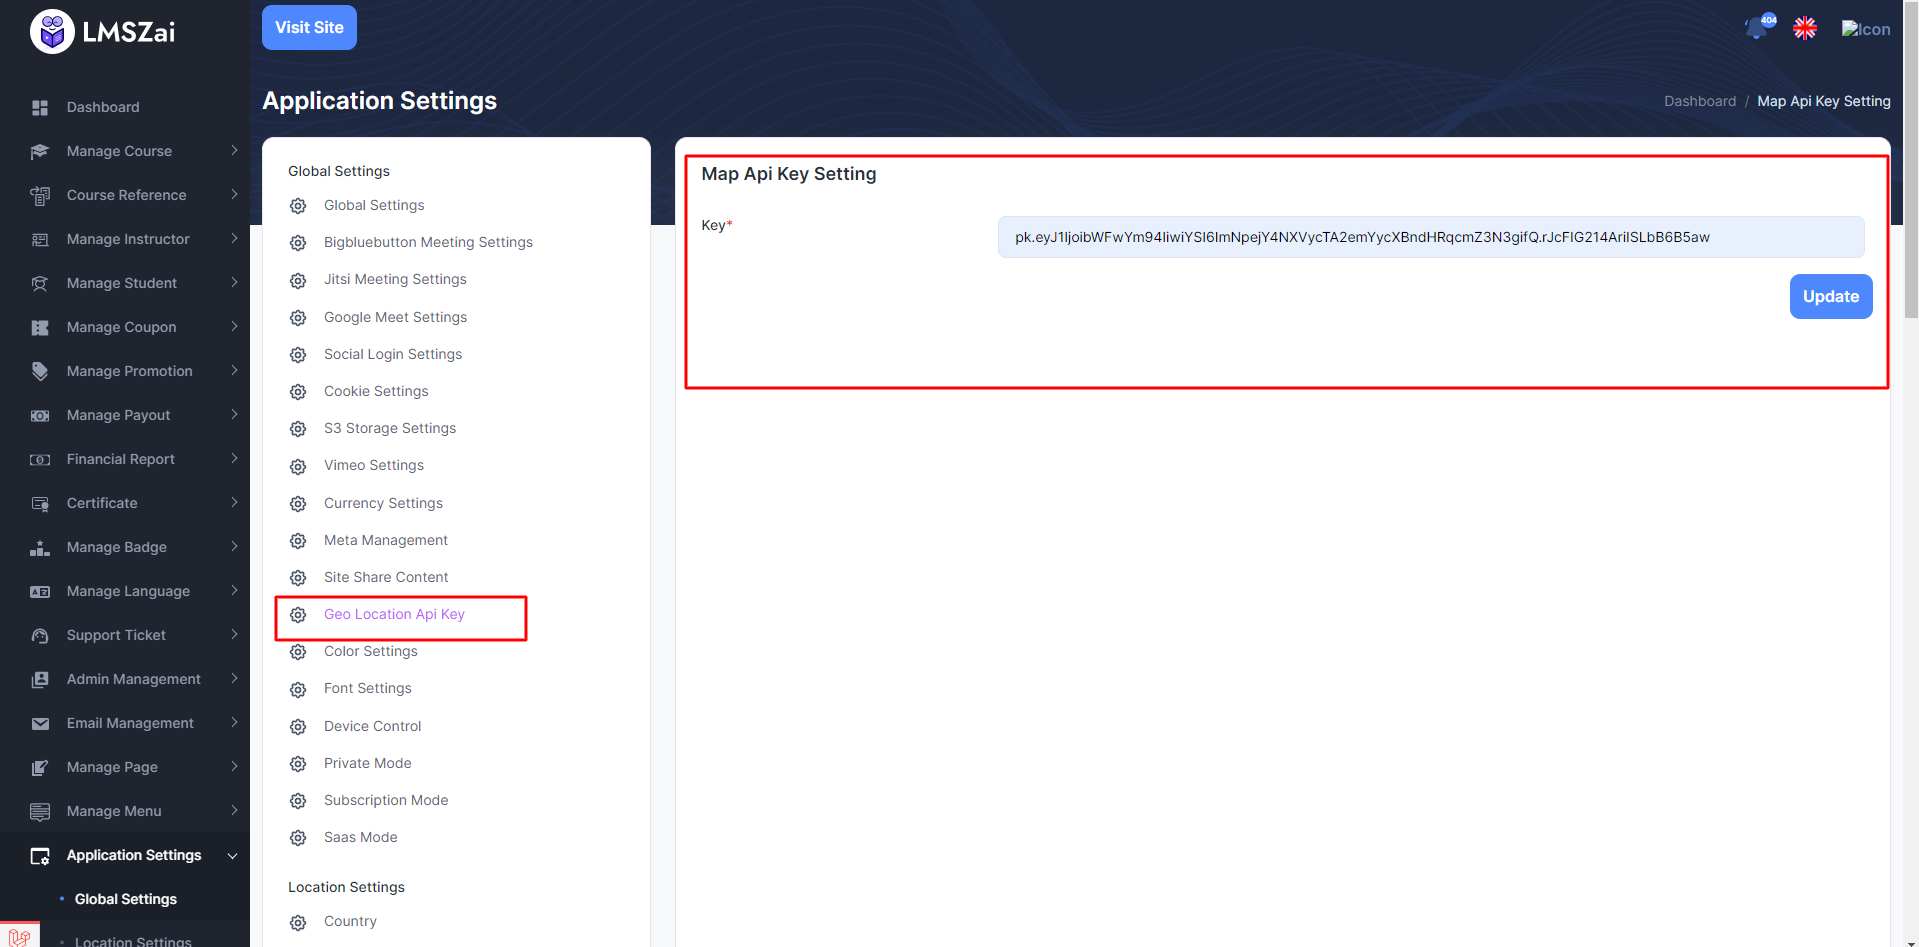 LMSZai
Visit Site
404
Icon
Application Settings
Dashboard / Map Api Key Setting
Dashboard
Manage Course
Course Reference
Manage Instructor
Manage Student
Manage Coupon
Manage Promotion
Manage Payout
Financial Report
Certificate
Manage Badge
Manage Language
Support Ticket
Admin Management
Email Management
Manage Page
Manage Menu
Application Settings
Global Settings
Location Settings
Global Settings
Global Settings
Bigbluebutton Meeting Settings
Jitsi Meeting Settings
Google Meet Settings
Social Login Settings
Cookie Settings
S3 Storage Settings
Vimeo Settings
Currency Settings
Meta Management
Site Share Content
Geo Location Api Key
Color Settings
Font Settings
Device Control
Private Mode
Subscription Mode
Saas Mode
Location Settings
Country
Map Api Key Setting
Key*
pk.eyJ1IjoibWFwYm94IiwiYSI6ImNpejY4NXVycTA2emYycXBndHRqcmZ3N3gifQ.rJcFIG214AriISLbB6B5aw
Update